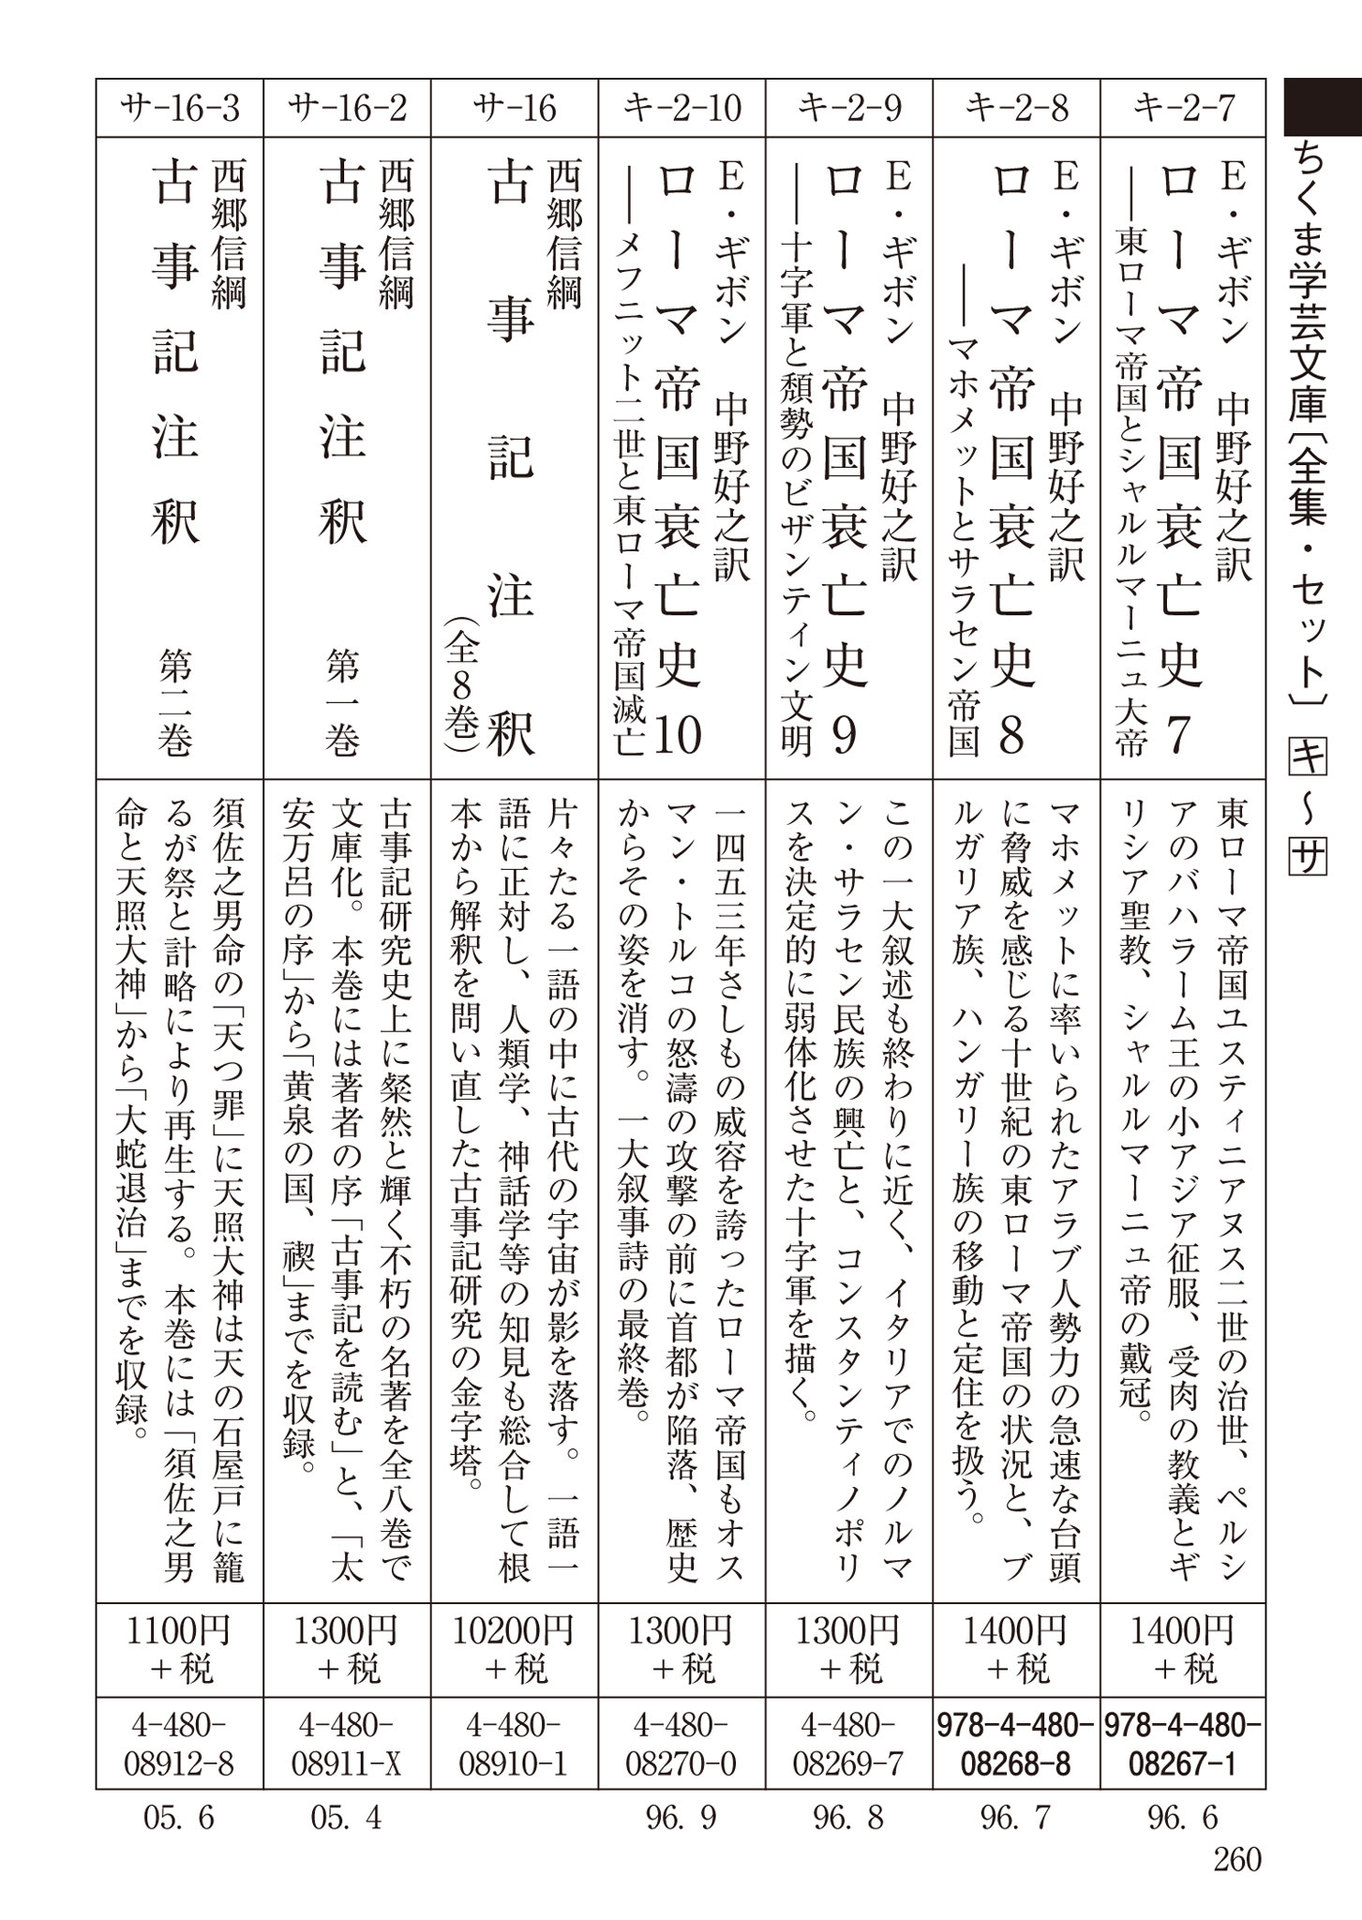 ちくま学芸文庫〔全集・セット〕 キ〜サ
キ-2-7
E・ギボン 中野好之訳
ローマ帝国衰亡史 7
——東ローマ帝国とシャルルマーニュ大帝
東ローマ帝国ユスティニアヌス二世の治世、ペルシ
アのバハラーム王の小アジア征服、受肉の教義とギ
リシア聖教、シャルルマーニュ帝の戴冠。
1400円
+税
978-4-480-
08267-1
96. 6
キ-2-8
E・ギボン 中野好之訳
ローマ帝国衰亡史 8
——マホメットとサラセン帝国
マホメットに率いられたアラブ人勢力の急速な台頭
に脅威を感じる十世紀の東ローマ帝国の状況と、ブ
ルガリア族、ハンガリー族の移動と定住を扱う。
1400円
+税
978-4-480-
08268-8
96. 7
キ-2-9
E・ギボン 中野好之訳
ローマ帝国衰亡史 9
——十字軍と頽勢のビザンティン文明
この一大叙述も終わりに近く、イタリアでのノルマ
ン・サラセン民族の興亡と、コンスタンティノポリ
スを決定的に弱体化させた十字軍を描く。
1300円
+税
4-480-
08269-7
96. 8
キ-2-10
E・ギボン 中野好之訳
ローマ帝国衰亡史 10
——メフニット二世と東ローマ帝国滅亡
一四五三年さしもの威容を誇ったローマ帝国もオス
マン・トルコの怒濤の攻撃の前に首都が陥落、歴史
からその姿を消す。一大叙事詩の最終巻。
1300円
+税
4-480-
08270-0
96. 9
サ-16
西郷信綱
古事記注釈
（全8巻）
片々たる一語の中に古代の宇宙が影を落す。一語一
語に正対し、人類学、神話学等の知見も総合して根
本から解釈を問い直した古事記研究の金字塔。
10200円
+税
4-480-
08910-1
サ-16-2
西郷信綱
古事記注釈 第一巻
古事記研究史上に粲然と輝く不朽の名著を全八巻で
文庫化。本巻には著者の序「古事記を読む」と、「太
安万呂の序」から「黄泉の国、禊」までを収録。
1300円
+税
4-480-
08911-X
05. 4
サ-16-3
西郷信綱
古事記注釈 第二巻
須佐之男命の「天つ罪」に天照大神は天の石屋戸に籠
るが祭と計略により再生する。本巻には「須佐之男
命と天照大神」から「大蛇退治」までを収録。
1100円
+税
4-480-
08912-8
05. 6
260